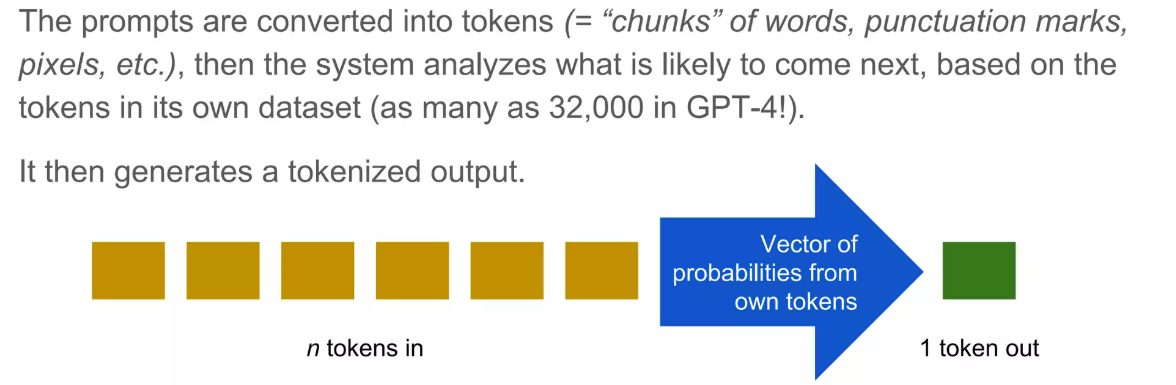 The prompts are converted into tokens (= “chunks” of words, punctuation marks,
pixels, etc.), then the system analyzes what is likely to come next, based on the
tokens in its own dataset (as many as 32,000 in GPT-4!).
It then generates a tokenized output.
Vector of
probabilities from
own tokens
n tokens in
1 token out